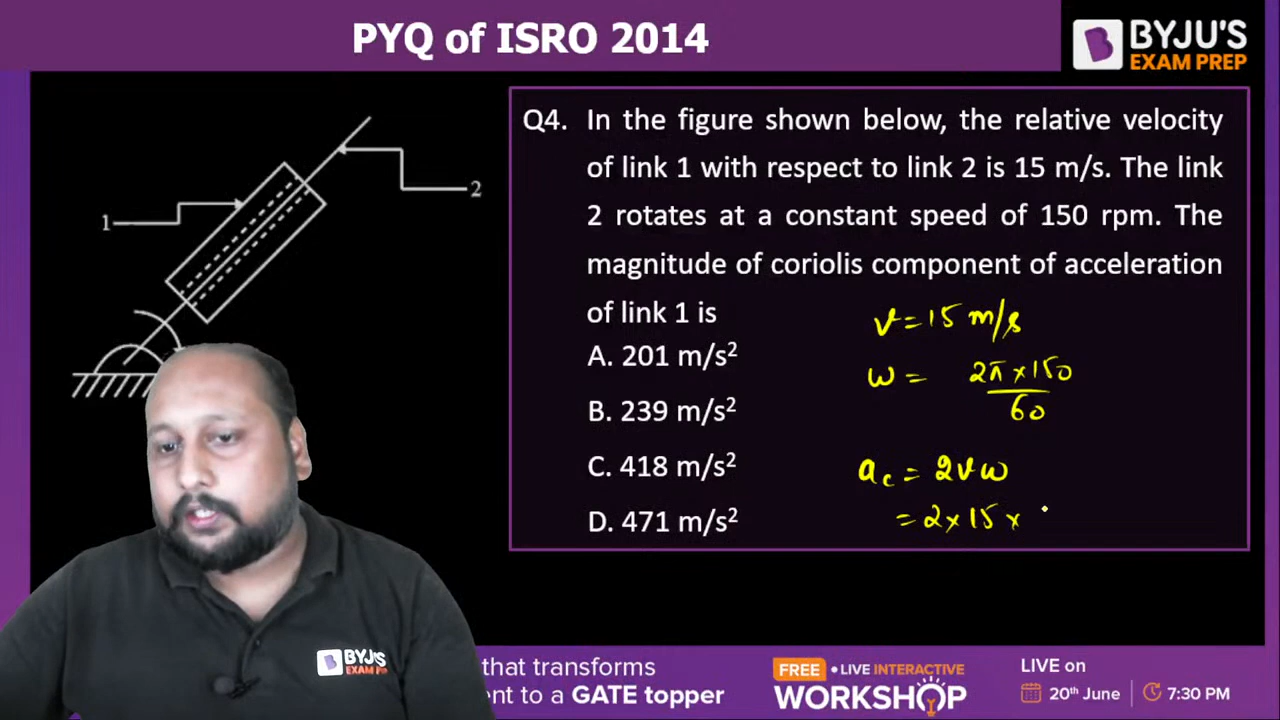 PYQ of ISRO 2014
BYJU'S
EXAM PREP
1
2
Q4. In the figure shown below, the relative velocity
of link 1 with respect to link 2 is 15 m/s. The link
2 rotates at a constant speed of 150 rpm. The
magnitude of coriolis component of acceleration
of link 1 is
A. 201 m/s²
B. 239 m/s²
C. 418 m/s²
D. 471 m/s²
v = 15 m/s
ω = 2π × 150
60
a_c = 2vω
= 2 × 15 ×
BYJU'S
EXAM PREP
that transforms
ent to a GATE topper
FREE • LIVE INTERACTIVE
WORKSHOP
LIVE on
20th June | 7:30 PM